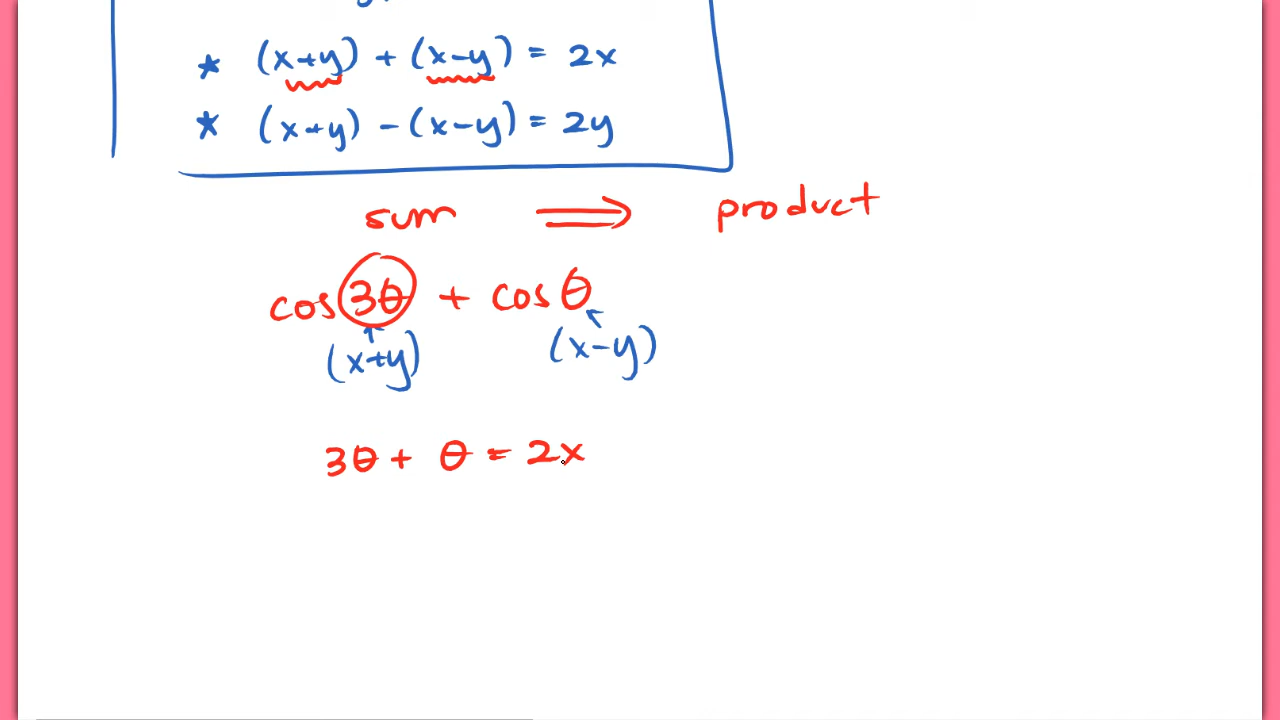 ★ (x+y) + (x-y) = 2x
★ (x+y) - (x-y) = 2y
sum ⟹ product
cos 3θ + cos θ
(x+y) (x-y)
3θ + θ = 2x